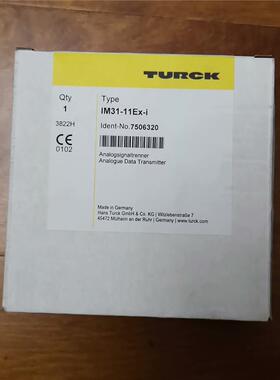 TURCK
Qty
1
Type
IM31-11Ex-i
Ident-No.7506320
3822H
CE
0102
Analogsignaltrenner
Analogue Data Transmitter
Made in Germany
Hans Turck GmbH & Co. KG | Witzlebenstraße 7
45472 Mülheim an der Ruhr | Germany | www.turck.com